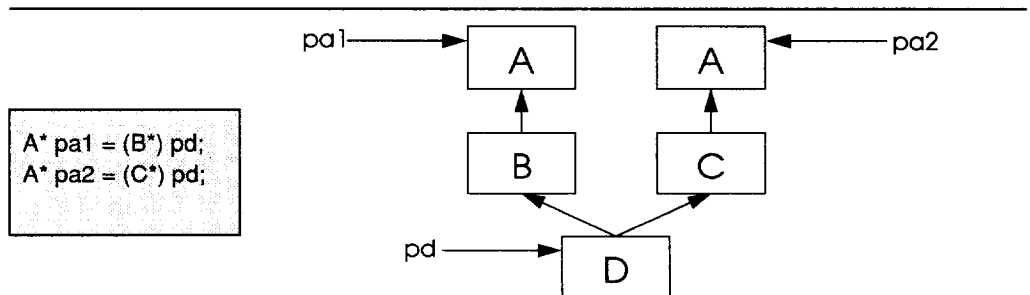 pa1 A A pa2
A* pa1 = (B*) pd;
A* pa2 = (C*) pd;
B C
pd D